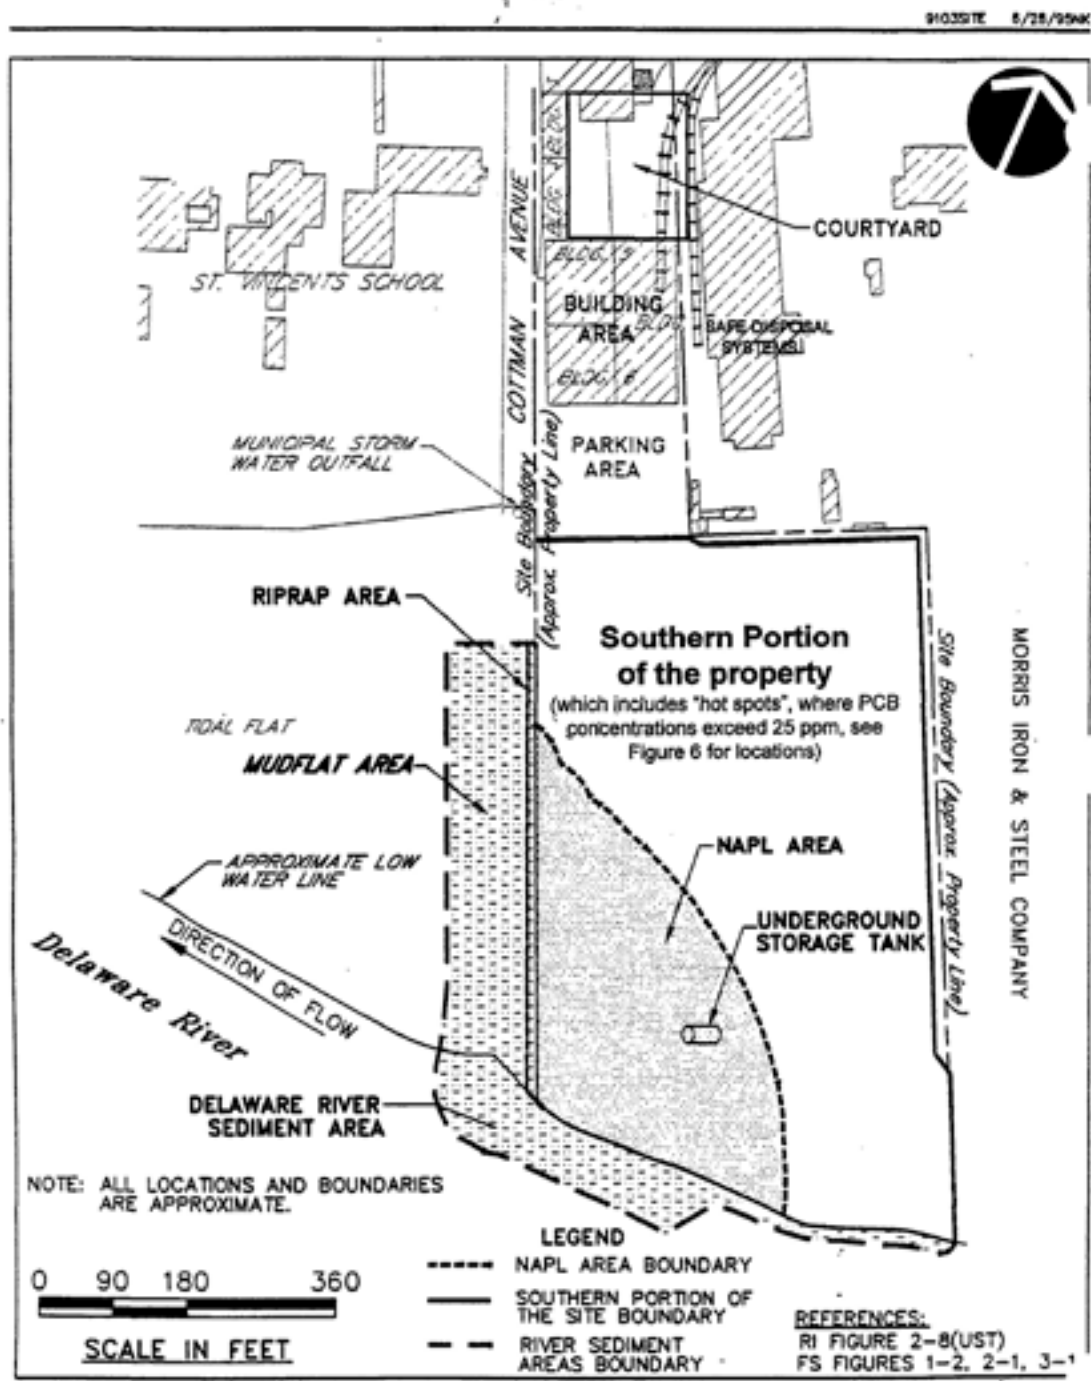 9103SITE 6/28/95NK
COURTYARD
AVENUE
COTTMAN
BLDG. 5
ST. VINCENTS SCHOOL
BUILDING
AREA
BLDG
SAFE DISPOSAL
SYSTEMS
BLDG. 6
MUNICIPAL STORM
WATER OUTFALL
PARKING
AREA
Site Boundary
(Approx. Property Line)
RIPRAP AREA
Southern Portion
of the property
(which includes "hot spots", where PCB
concentrations exceed 25 ppm, see
Figure 6 for locations)
TIDAL FLAT
MUDFLAT AREA
Site Boundary (Approx. Property Line)
MORRIS IRON & STEEL COMPANY
NAPL AREA
APPROXIMATE LOW
WATER LINE
UNDERGROUND
STORAGE TANK
DIRECTION OF FLOW
Delaware River
DELAWARE RIVER
SEDIMENT AREA
NOTE: ALL LOCATIONS AND BOUNDARIES
ARE APPROXIMATE.
LEGEND
NAPL AREA BOUNDARY
SOUTHERN PORTION OF
THE SITE BOUNDARY
RIVER SEDIMENT
AREAS BOUNDARY
0 90 180 360
SCALE IN FEET
REFERENCES:
RI FIGURE 2-8(UST)
FS FIGURES 1-2, 2-1, 3-1